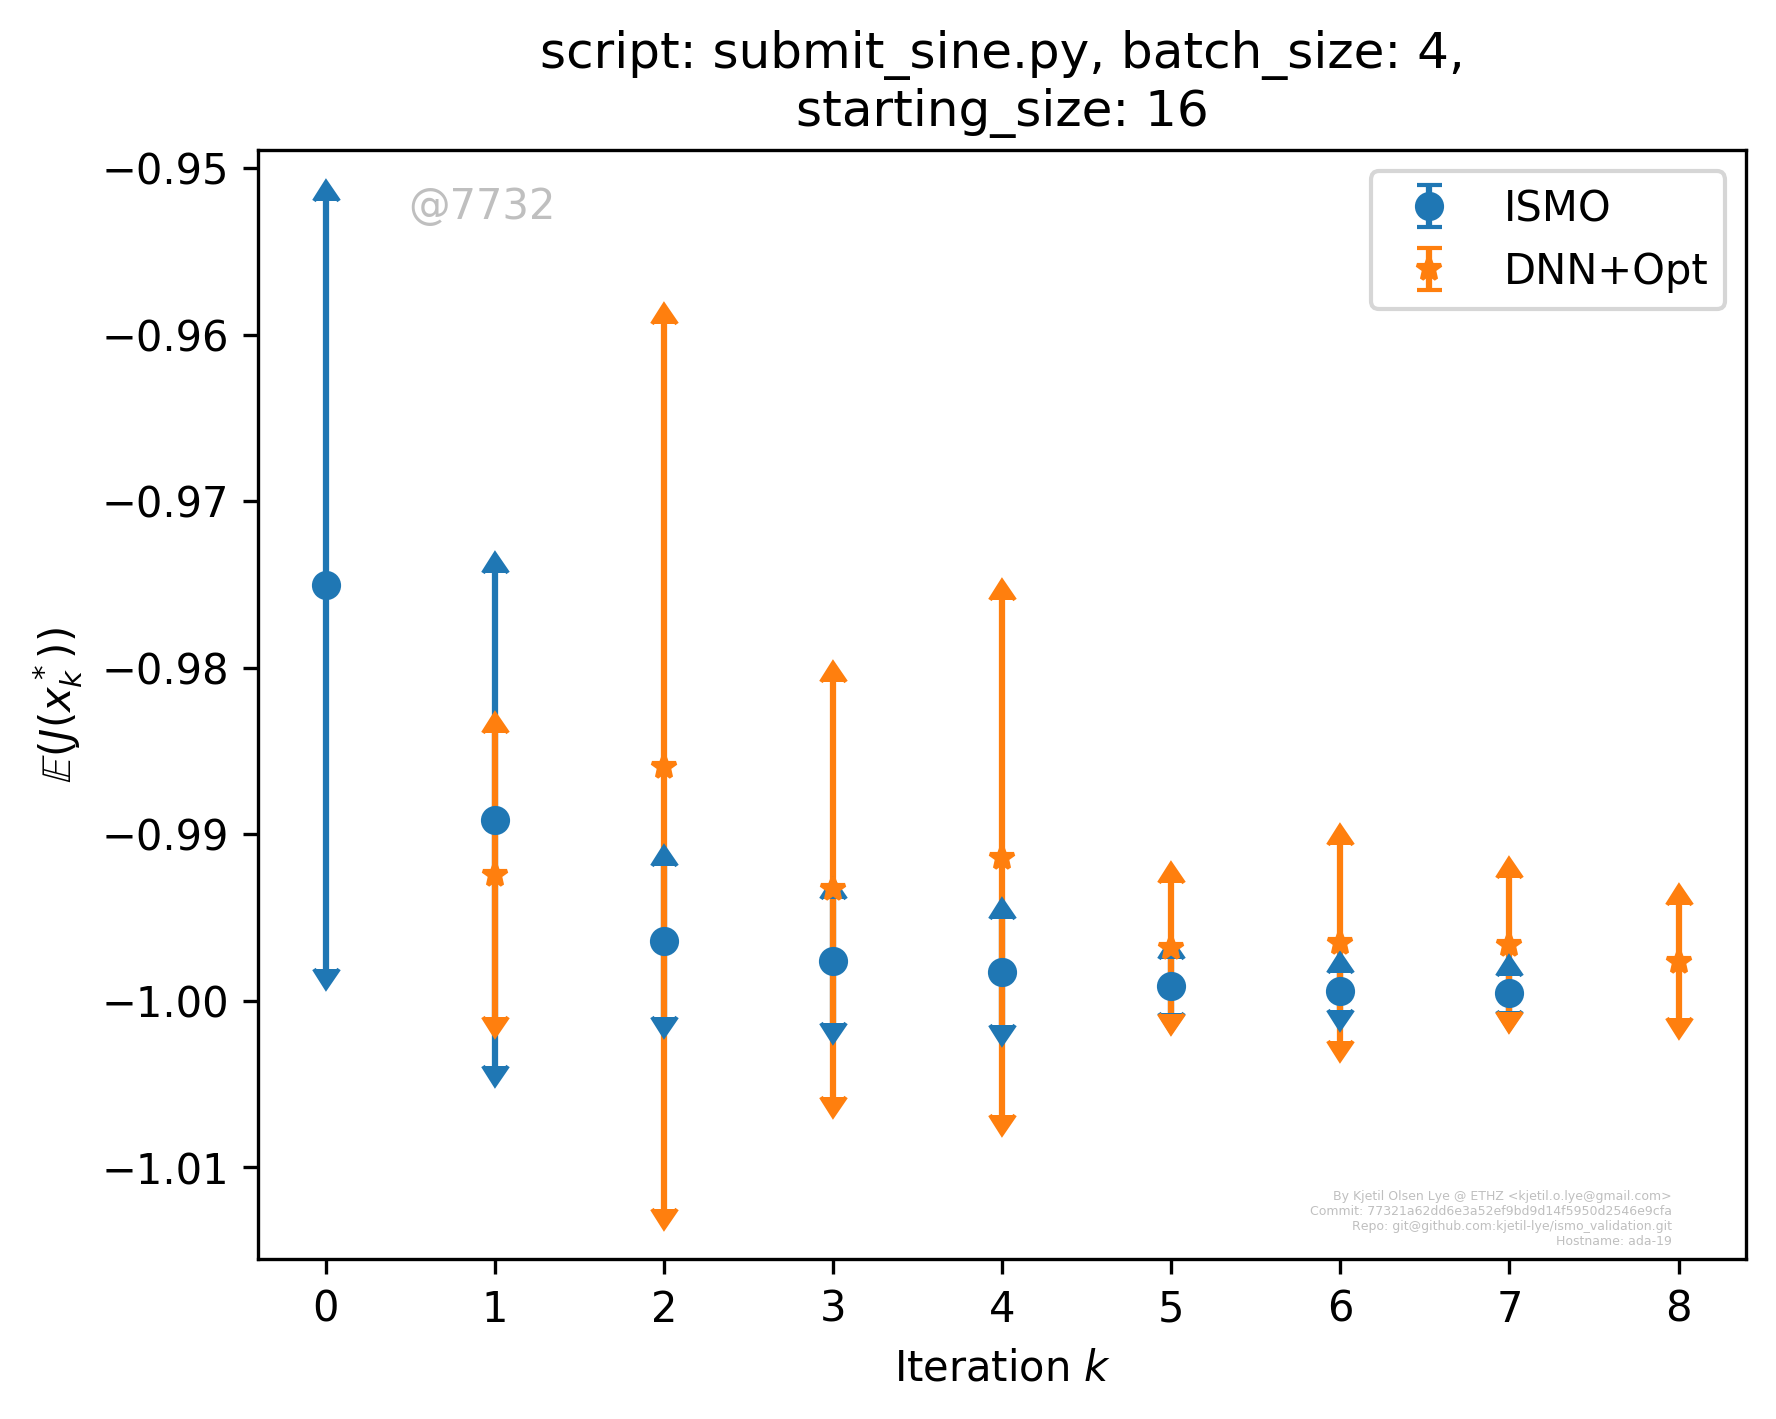 script: submit_sine.py, batch_size: 4,
starting_size: 16
−0.95
−0.96
−0.97
−0.98
−0.99
−1.00
−1.01
𝔼(J(x*k))
@7732
ISMO
DNN+Opt
By Kjetil Olsen Lye @ ETHZ <kjetil.o.lye@gmail.com>
Commit: 77321a62dd6e3a52ef9bd9d14f5950d2546e9cfa
Repo: git@github.com:kjetil-lye/ismo_validation.git
Hostname: ada-19
0 1 2 3 4 5 6 7 8
Iteration k